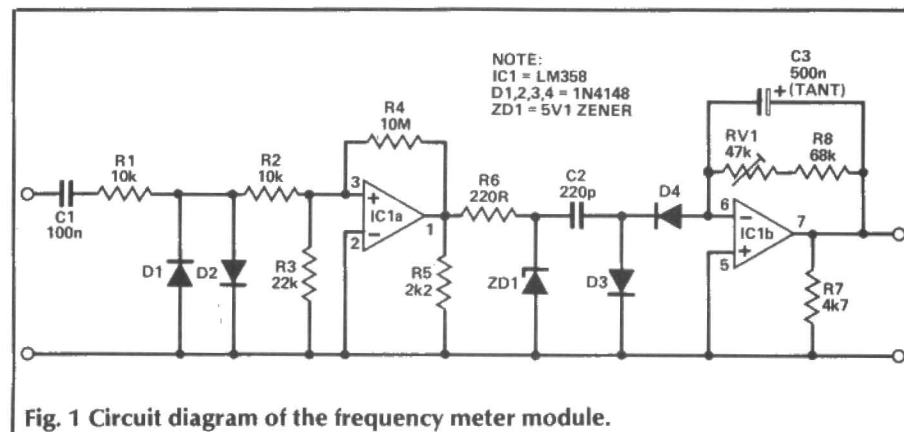 NOTE:
IC1 = LM358
D1,2,3,4 = 1N4148
ZD1 = 5V1 ZENER
C3
500n
+(TANT)
R4
10M
RV1
47k
R8
68k
R1
10k
R2
10k
R6
220R
C2
220p
D4
C1
100n
3
+
IC1a
1
2
−
6
−
IC1b
7
5
+
D1
D2
R3
22k
R5
2k2
ZD1
D3
R7
4k7
Fig. 1 Circuit diagram of the frequency meter module.